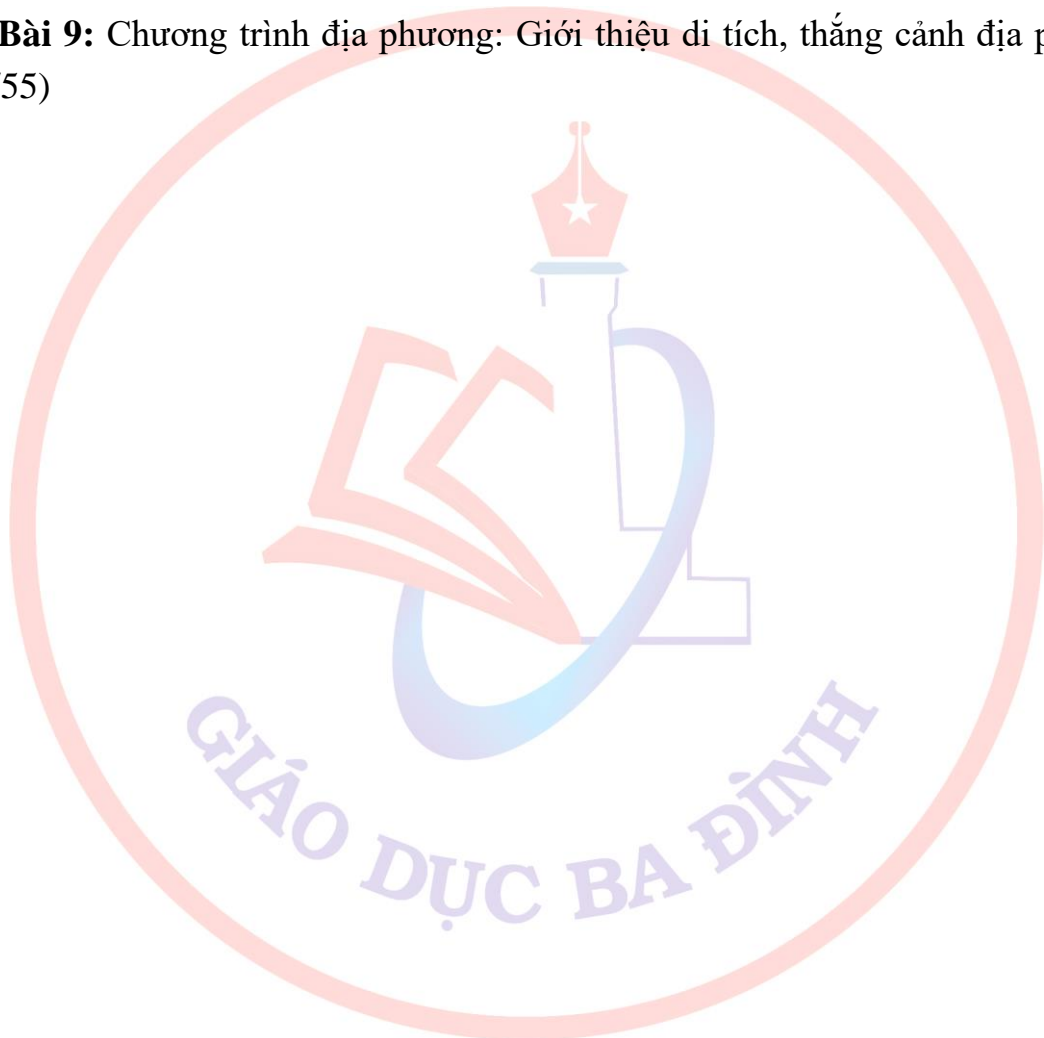 Bài 9: Chương trình địa phương: Giới thiệu di tích, thắng cảnh địa p
55)
GIÁO DỤC BA ĐÌNH